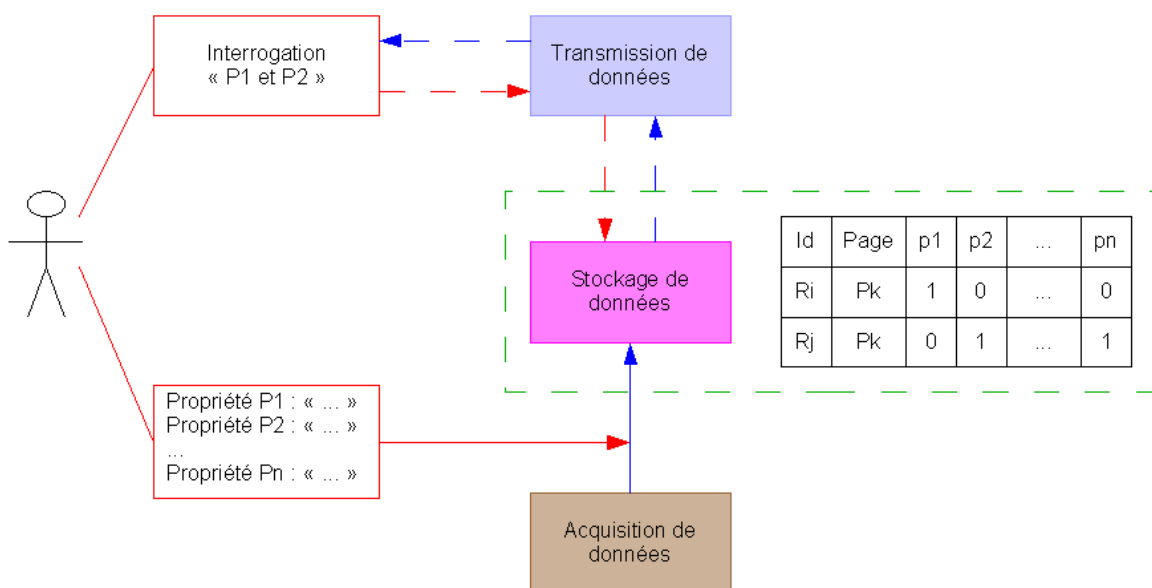 Interrogation
« P1 et P2 »
Transmission de
données
Stockage de
données
Id Page p1 p2 ... pn
Ri Pk 1 0 ... 0
Rj Pk 0 1 ... 1
Propriété P1 : « ... »
Propriété P2 : « ... »
...
Propriété Pn : « ... »
Acquisition de
données